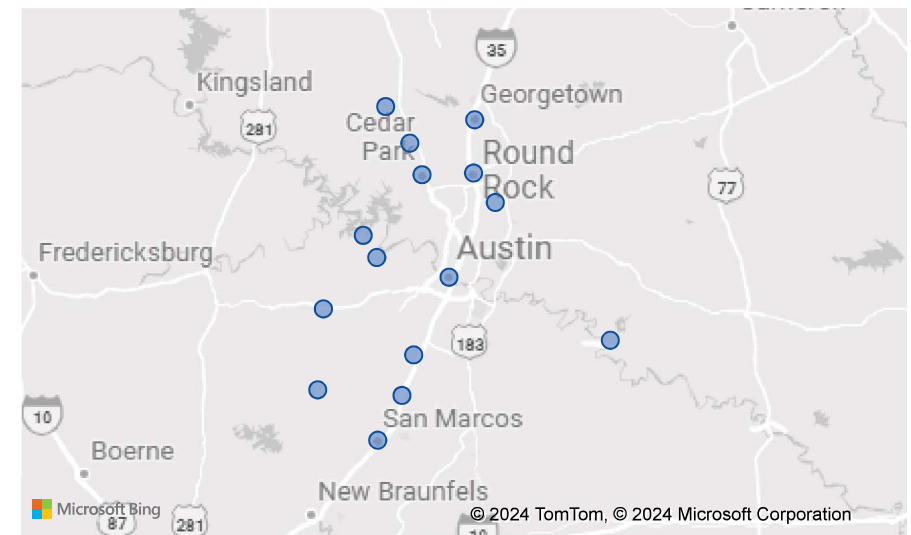 35
Kingsland
Georgetown
281
Cedar
Park
Round
Rock
77
Fredericksburg
Austin
183
10
San Marcos
Boerne
New Braunfels
Microsoft Bing
87
281
© 2024 TomTom, © 2024 Microsoft Corporation